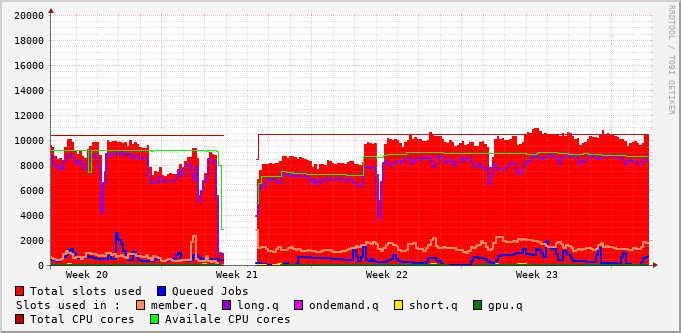 20000
18000
16000
14000
12000
10000
8000
6000
4000
2000
0
Week 20 Week 21 Week 22 Week 23
RRDTOOL / TOBI OETIKER
Total slots used Queued Jobs
Slots used in : member.q long.q ondemand.q short.q gpu.q
Total CPU cores Availale CPU cores